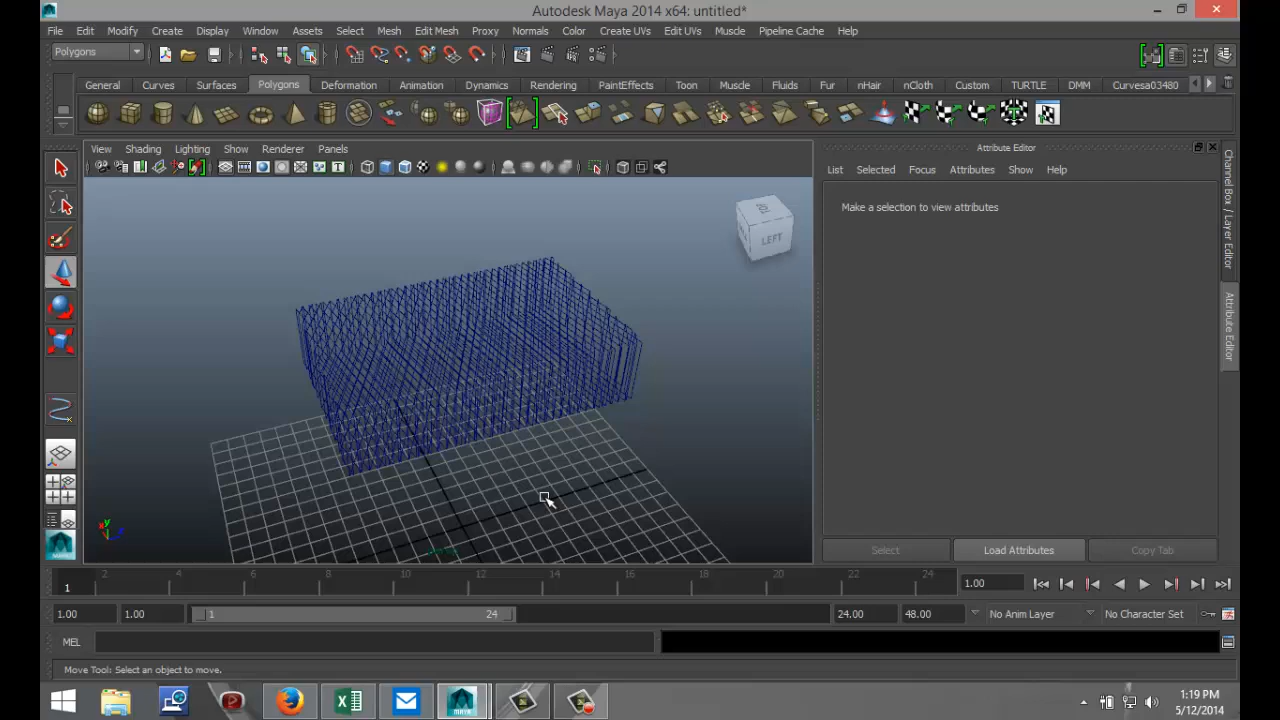 Autodesk Maya 2014 x64: untitled*
File Edit Modify Create Display Window Assets Select Mesh Edit Mesh Proxy Normals Color Create UVs Edit UVs Muscle Pipeline Cache Help
Polygons
General Curves Surfaces Polygons Deformation Animation Dynamics Rendering PaintEffects Toon Muscle Fluids Fur nHair nCloth Custom TURTLE DMM Curvesa03480
View Shading Lighting Show Renderer Panels
Attribute Editor
List Selected Focus Attributes Show Help
Make a selection to view attributes
TOP
LEFT
Channel Box / Layer Editor
Attribute Editor
Select Load Attributes Copy Tab
2 4 6 8 10 12 14 16 18 20 22 24
1
1.00
1.00 1.00 1 24 24.00 48.00 No Anim Layer No Character Set
MEL
Move Tool: Select an object to move.
1:19 PM
5/12/2014